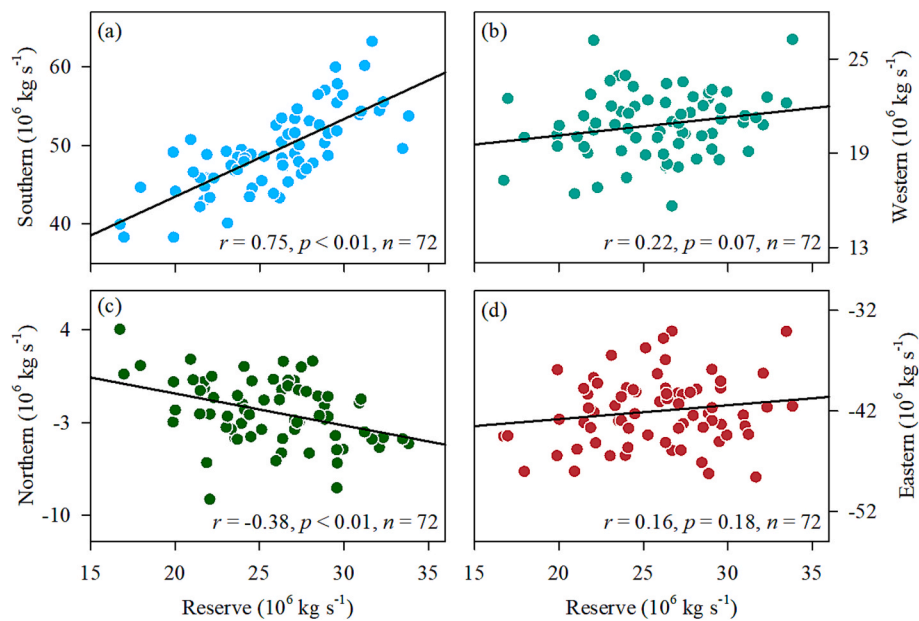 (a)
Southern (10⁶ kg s⁻¹)
60
50
40
r = 0.75, p < 0.01, n = 72
(b)
Western (10⁶ kg s⁻¹)
25
19
13
r = 0.22, p = 0.07, n = 72
(c)
Northern (10⁶ kg s⁻¹)
4
-3
-10
r = -0.38, p < 0.01, n = 72
15 20 25 30 35
Reserve (10⁶ kg s⁻¹)
(d)
Eastern (10⁶ kg s⁻¹)
-32
-42
-52
r = 0.16, p = 0.18, n = 72
15 20 25 30 35
Reserve (10⁶ kg s⁻¹)